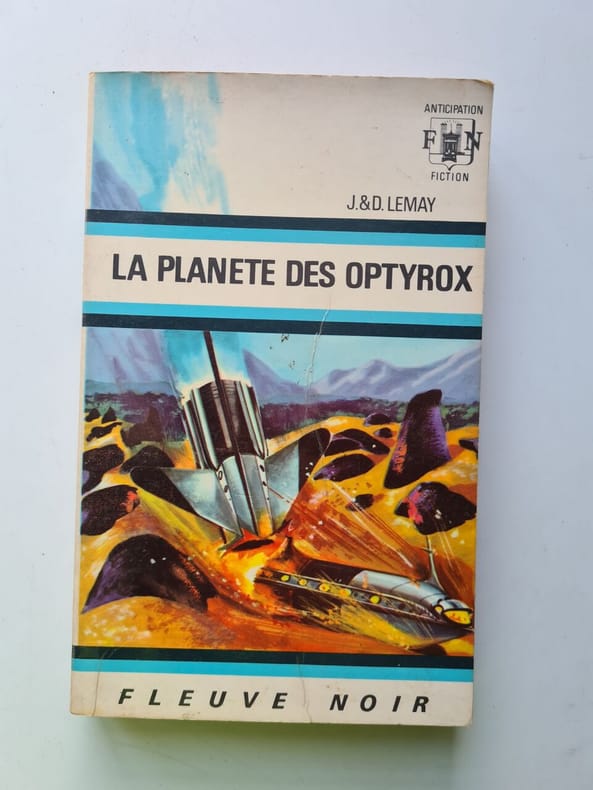 ANTICIPATION
F N
FICTION
J.&D. LEMAY
LA PLANETE DES OPTYROX
FLEUVE NOIR